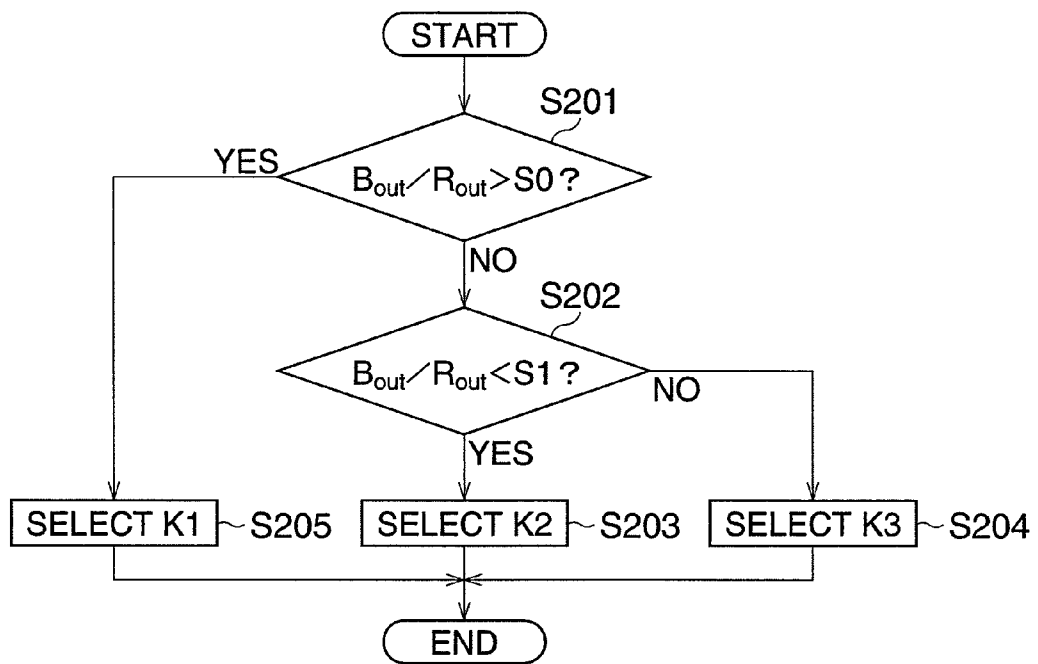 START
S201
YES
Bout/Rout>S0?
NO
S202
Bout/Rout<S1?
NO
YES
SELECT K1
S205
SELECT K2
S203
SELECT K3
S204
END